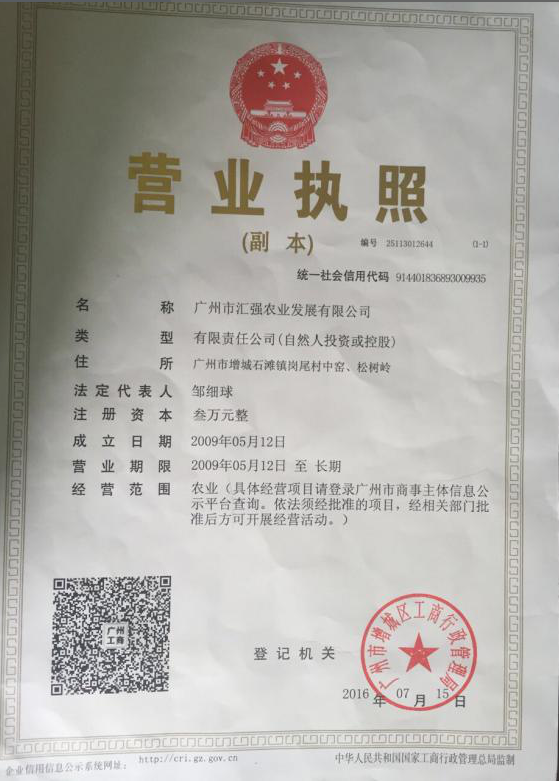 营业执照
(副 本)
编号 25113012644 (1-1)
统一社会信用代码 914401836893009935
名称 广州市汇强农业发展有限公司
类型 有限责任公司(自然人投资或控股)
住所 广州市增城石滩镇岗尾村中窑、松树岭
法定代表人 邹细球
注册资本 叁万元整
成立日期 2009年05月12日
营业期限 2009年05月12日 至 长期
经营范围 农业（具体经营项目请登录广州市商事主体信息公
示平台查询。依法须经批准的项目，经相关部门批
准后方可开展经营活动。）
广州
工商
广州市增城区工商行政管理局
登记机关
2016年07月15日
企业信用信息公示系统网址： http://cri.gz.gov.cn 中华人民共和国国家工商行政管理总局监制